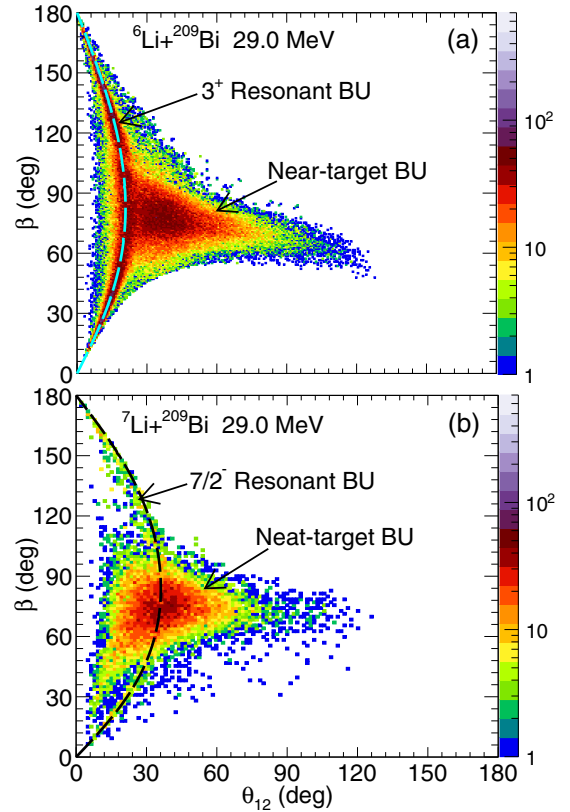 ⁶Li+²⁰⁹Bi 29.0 MeV (a)
3⁺ Resonant BU
Near-target BU
β (deg)
180
150
120
90
60
30
0
10²
10
1
⁷Li+²⁰⁹Bi 29.0 MeV (b)
7/2⁻ Resonant BU
Neat-target BU
β (deg)
180
150
120
90
60
30
0
10²
10
1
0 30 60 90 120 150 180
θ₁₂ (deg)